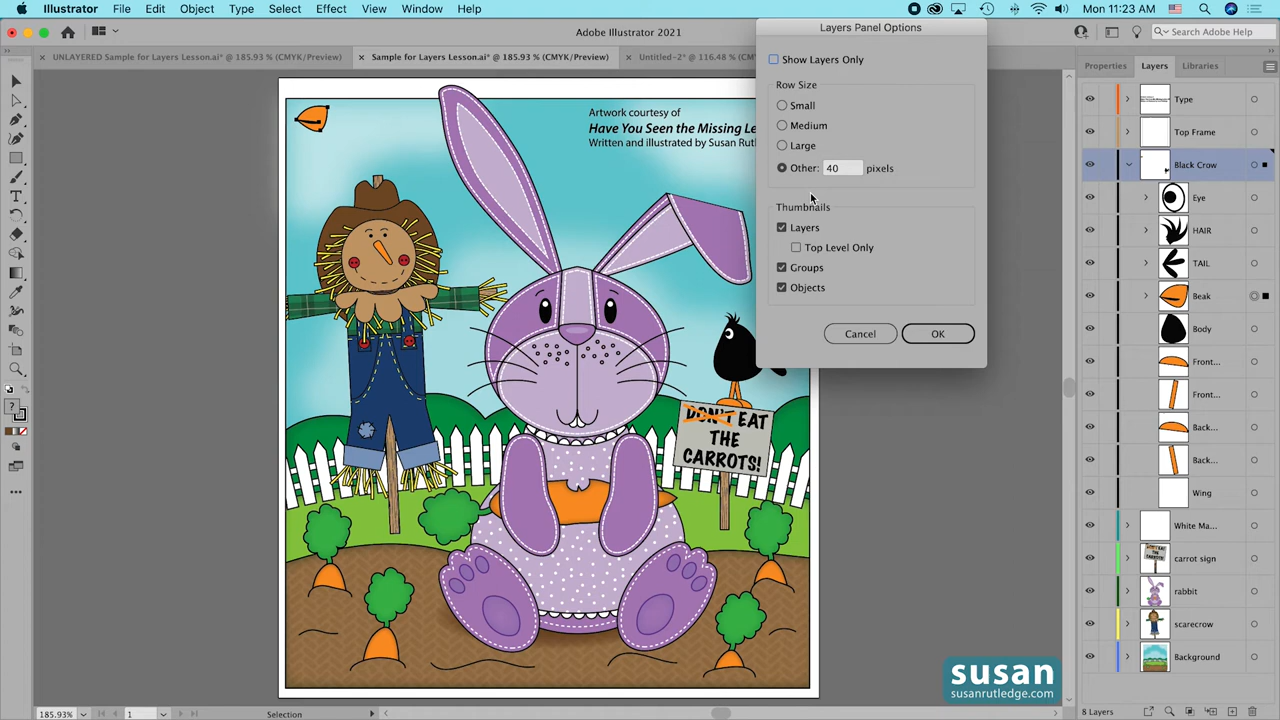 Illustrator File Edit Object Type Select Effect View Window Help
Mon 11:23 AM
Adobe Illustrator 2021
Search Adobe Help
UNLAYERED Sample for Layers Lesson.ai* @ 185.93 % (CMYK/Preview)
Sample for Layers Lesson.ai* @ 185.93 % (CMYK/Preview)
Untitled-2* @ 116.48 % (CM
Layers Panel Options
Show Layers Only
Row Size
Small
Medium
Large
Other: 40 pixels
Thumbnails
Layers
Top Level Only
Groups
Objects
Cancel OK
Artwork courtesy of
Have You Seen the Missing Le
Written and illustrated by Susan Rut
DON'T EAT
THE
CARROTS!
Properties Layers Libraries
Type
Top Frame
Black Crow
Eye
HAIR
TAIL
Beak
Body
Front...
Front...
Back...
Back...
Wing
White Ma...
carrot sign
rabbit
scarecrow
Background
8 Layers
susan
susanrutledge.com
185.93% 1 Selection